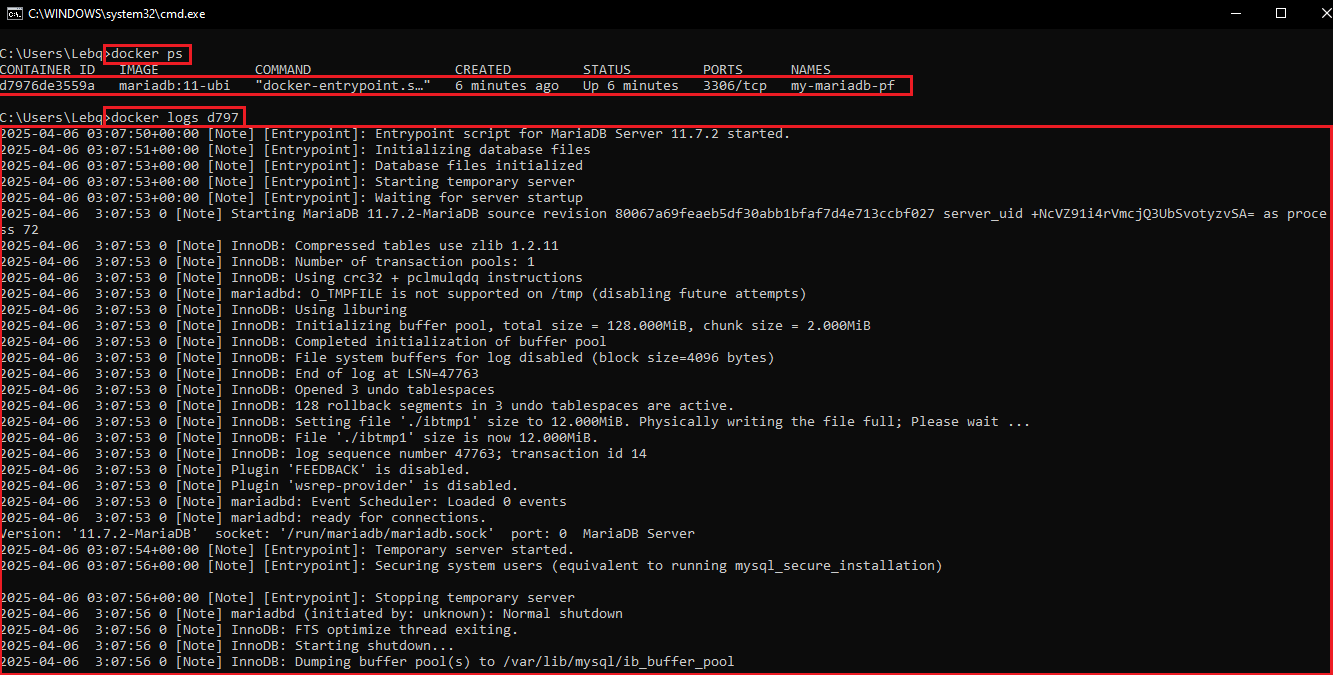 C:\WINDOWS\system32\cmd.exe
C:\Users\Lebq>docker ps
CONTAINER ID   IMAGE            COMMAND                  CREATED         STATUS         PORTS      NAMES
d7976de3559a   mariadb:11-ubi   "docker-entrypoint.s…"   6 minutes ago   Up 6 minutes   3306/tcp   my-mariadb-pf
C:\Users\Lebq>docker logs d797
2025-04-06 03:07:50+00:00 [Note] [Entrypoint]: Entrypoint script for MariaDB Server 11.7.2 started.
2025-04-06 03:07:51+00:00 [Note] [Entrypoint]: Initializing database files
2025-04-06 03:07:53+00:00 [Note] [Entrypoint]: Database files initialized
2025-04-06 03:07:53+00:00 [Note] [Entrypoint]: Starting temporary server
2025-04-06 03:07:53+00:00 [Note] [Entrypoint]: Waiting for server startup
2025-04-06  3:07:53 0 [Note] Starting MariaDB 11.7.2-MariaDB source revision 80067a69feaeb5df30abb1bfaf7d4e713ccbf027 server_uid +NcVZ91i4rVmcjQ3UbSvotyzvSA= as proce
ss 72
2025-04-06  3:07:53 0 [Note] InnoDB: Compressed tables use zlib 1.2.11
2025-04-06  3:07:53 0 [Note] InnoDB: Number of transaction pools: 1
2025-04-06  3:07:53 0 [Note] InnoDB: Using crc32 + pclmulqdq instructions
2025-04-06  3:07:53 0 [Note] mariadbd: O_TMPFILE is not supported on /tmp (disabling future attempts)
2025-04-06  3:07:53 0 [Note] InnoDB: Using liburing
2025-04-06  3:07:53 0 [Note] InnoDB: Initializing buffer pool, total size = 128.000MiB, chunk size = 2.000MiB
2025-04-06  3:07:53 0 [Note] InnoDB: Completed initialization of buffer pool
2025-04-06  3:07:53 0 [Note] InnoDB: File system buffers for log disabled (block size=4096 bytes)
2025-04-06  3:07:53 0 [Note] InnoDB: End of log at LSN=47763
2025-04-06  3:07:53 0 [Note] InnoDB: Opened 3 undo tablespaces
2025-04-06  3:07:53 0 [Note] InnoDB: 128 rollback segments in 3 undo tablespaces are active.
2025-04-06  3:07:53 0 [Note] InnoDB: Setting file './ibtmp1' size to 12.000MiB. Physically writing the file full; Please wait ...
2025-04-06  3:07:53 0 [Note] InnoDB: File './ibtmp1' size is now 12.000MiB.
2025-04-06  3:07:53 0 [Note] InnoDB: log sequence number 47763; transaction id 14
2025-04-06  3:07:53 0 [Note] Plugin 'FEEDBACK' is disabled.
2025-04-06  3:07:53 0 [Note] Plugin 'wsrep-provider' is disabled.
2025-04-06  3:07:53 0 [Note] mariadbd: Event Scheduler: Loaded 0 events
2025-04-06  3:07:53 0 [Note] mariadbd: ready for connections.
Version: '11.7.2-MariaDB'  socket: '/run/mariadb/mariadb.sock'  port: 0  MariaDB Server
2025-04-06 03:07:54+00:00 [Note] [Entrypoint]: Temporary server started.
2025-04-06 03:07:56+00:00 [Note] [Entrypoint]: Securing system users (equivalent to running mysql_secure_installation)
2025-04-06 03:07:56+00:00 [Note] [Entrypoint]: Stopping temporary server
2025-04-06  3:07:56 0 [Note] mariadbd (initiated by: unknown): Normal shutdown
2025-04-06  3:07:56 0 [Note] InnoDB: FTS optimize thread exiting.
2025-04-06  3:07:56 0 [Note] InnoDB: Starting shutdown...
2025-04-06  3:07:56 0 [Note] InnoDB: Dumping buffer pool(s) to /var/lib/mysql/ib_buffer_pool